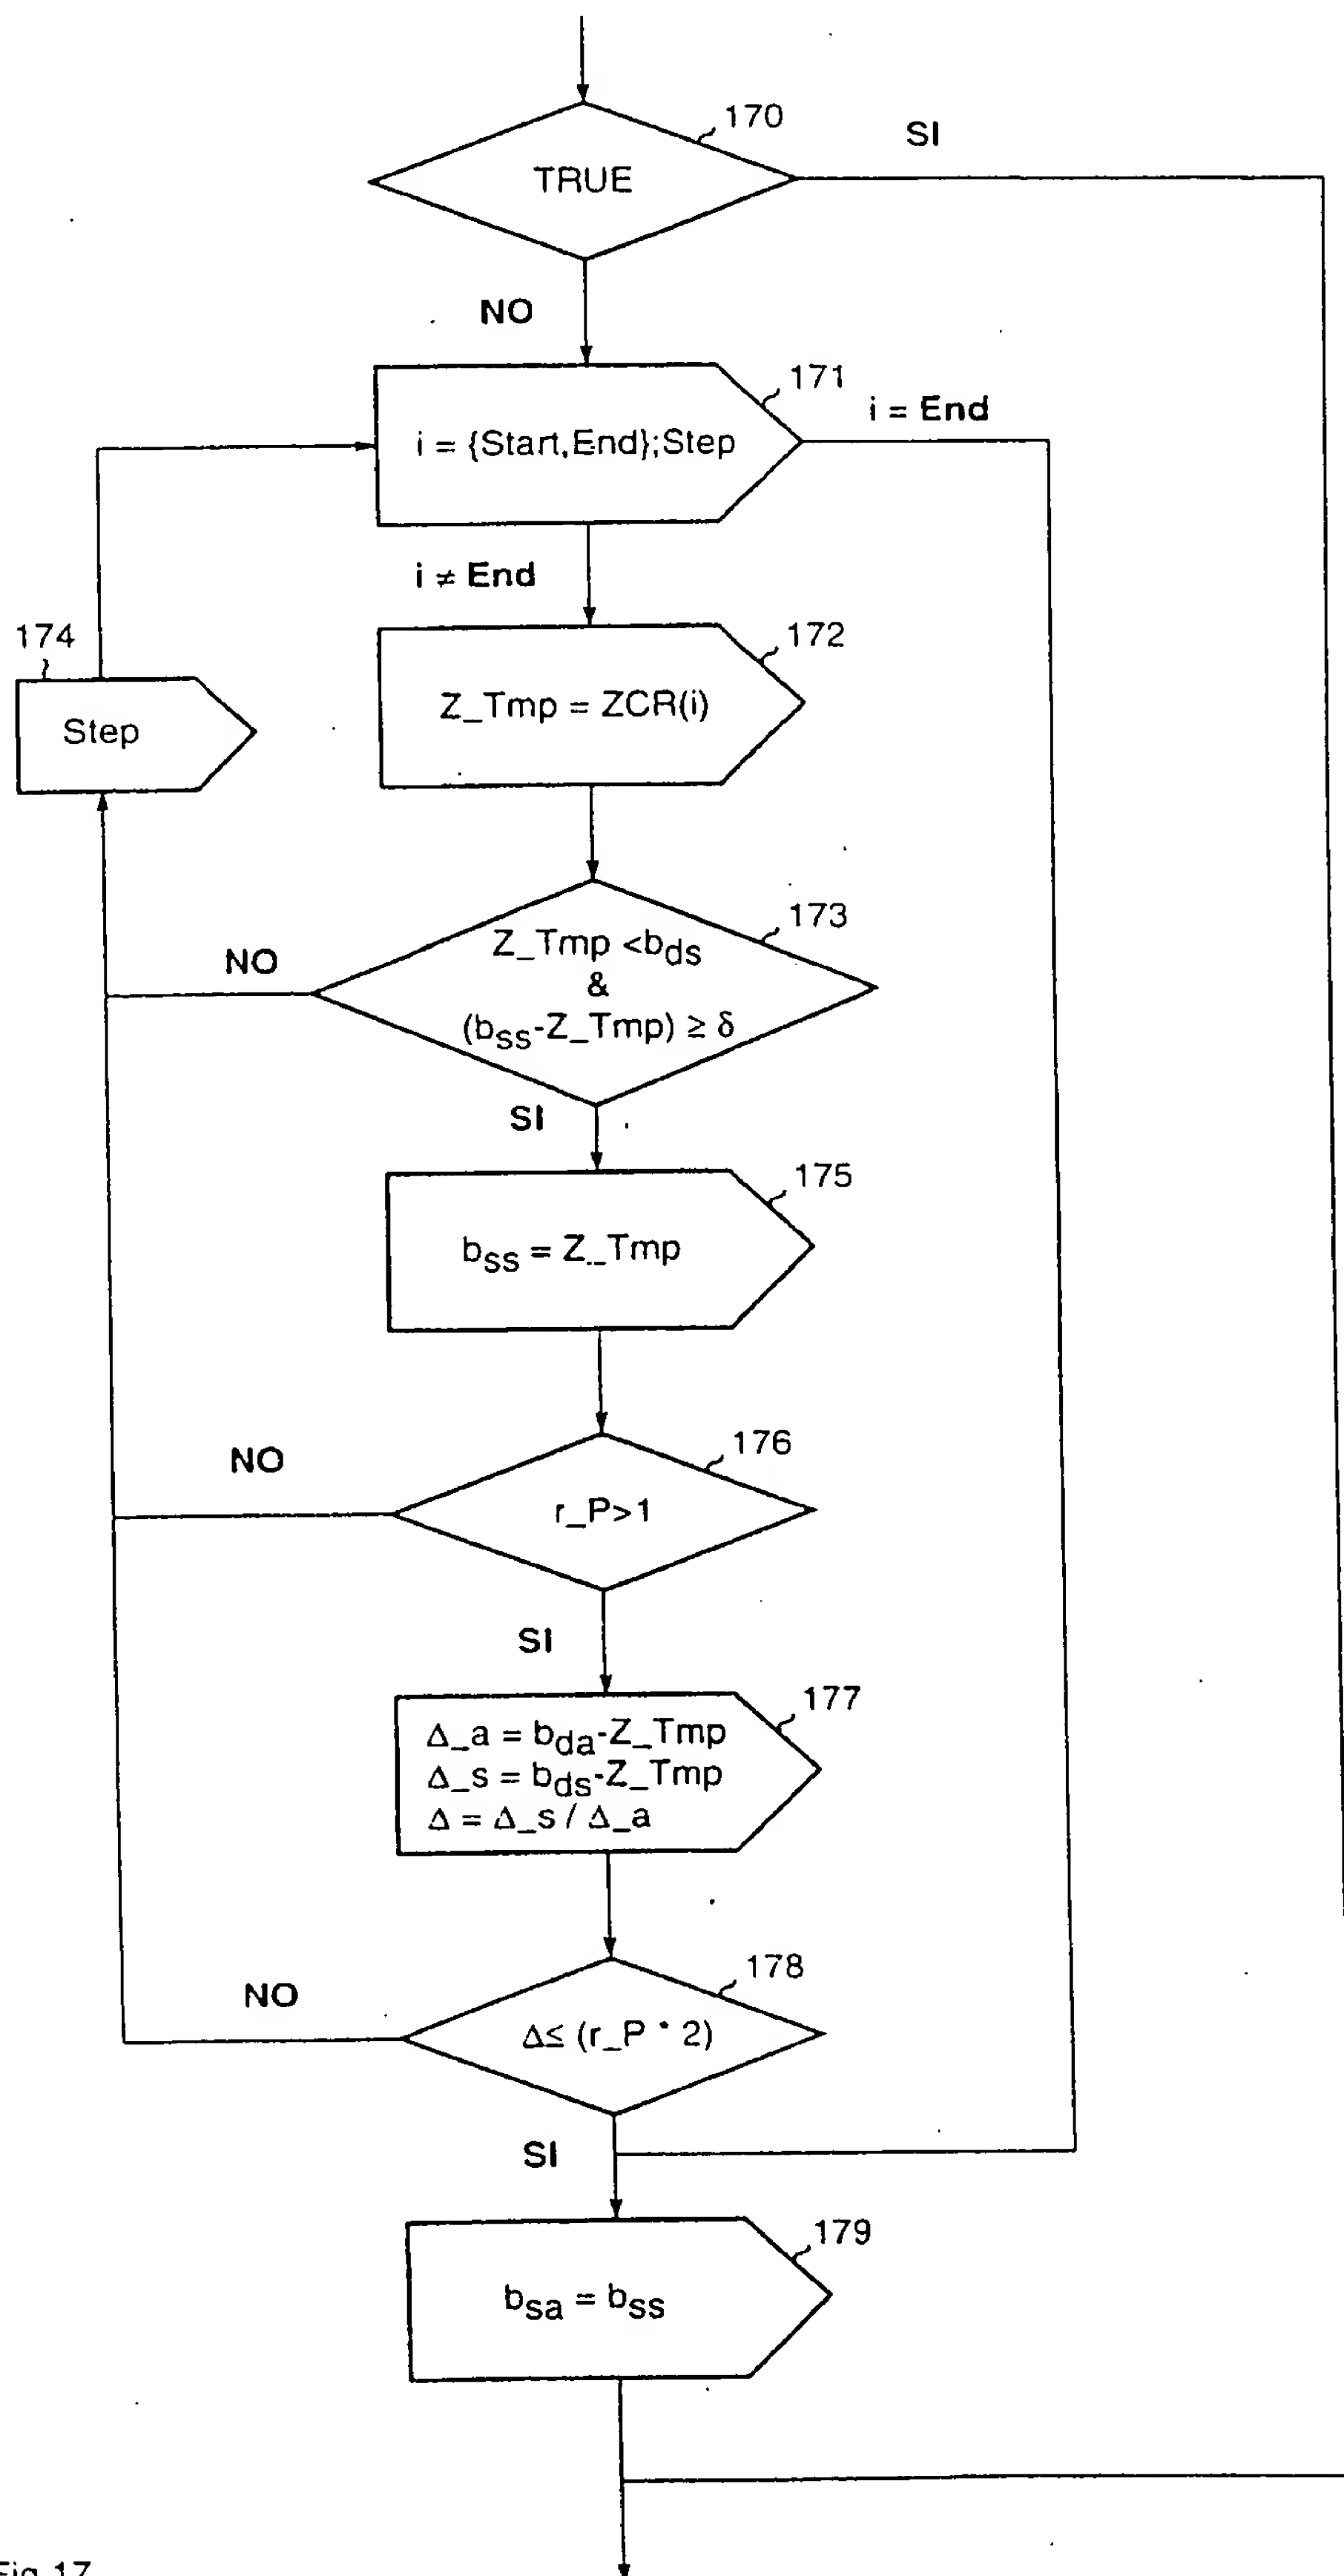 170
SI
TRUE
NO
171
i = End
i = {Start,End};Step
i ≠ End
174
172
Step
Z_Tmp = ZCR(i)
173
NO
Z_Tmp <bds
&
(bss-Z_Tmp) ≥ δ
SI
175
bss = Z_Tmp
176
NO
r_P>1
SI
177
Δ_a = bda-Z_Tmp
Δ_s = bds-Z_Tmp
Δ = Δ_s / Δ_a
178
NO
Δ≤ (r_P * 2)
SI
179
bsa = bss
Fig.17